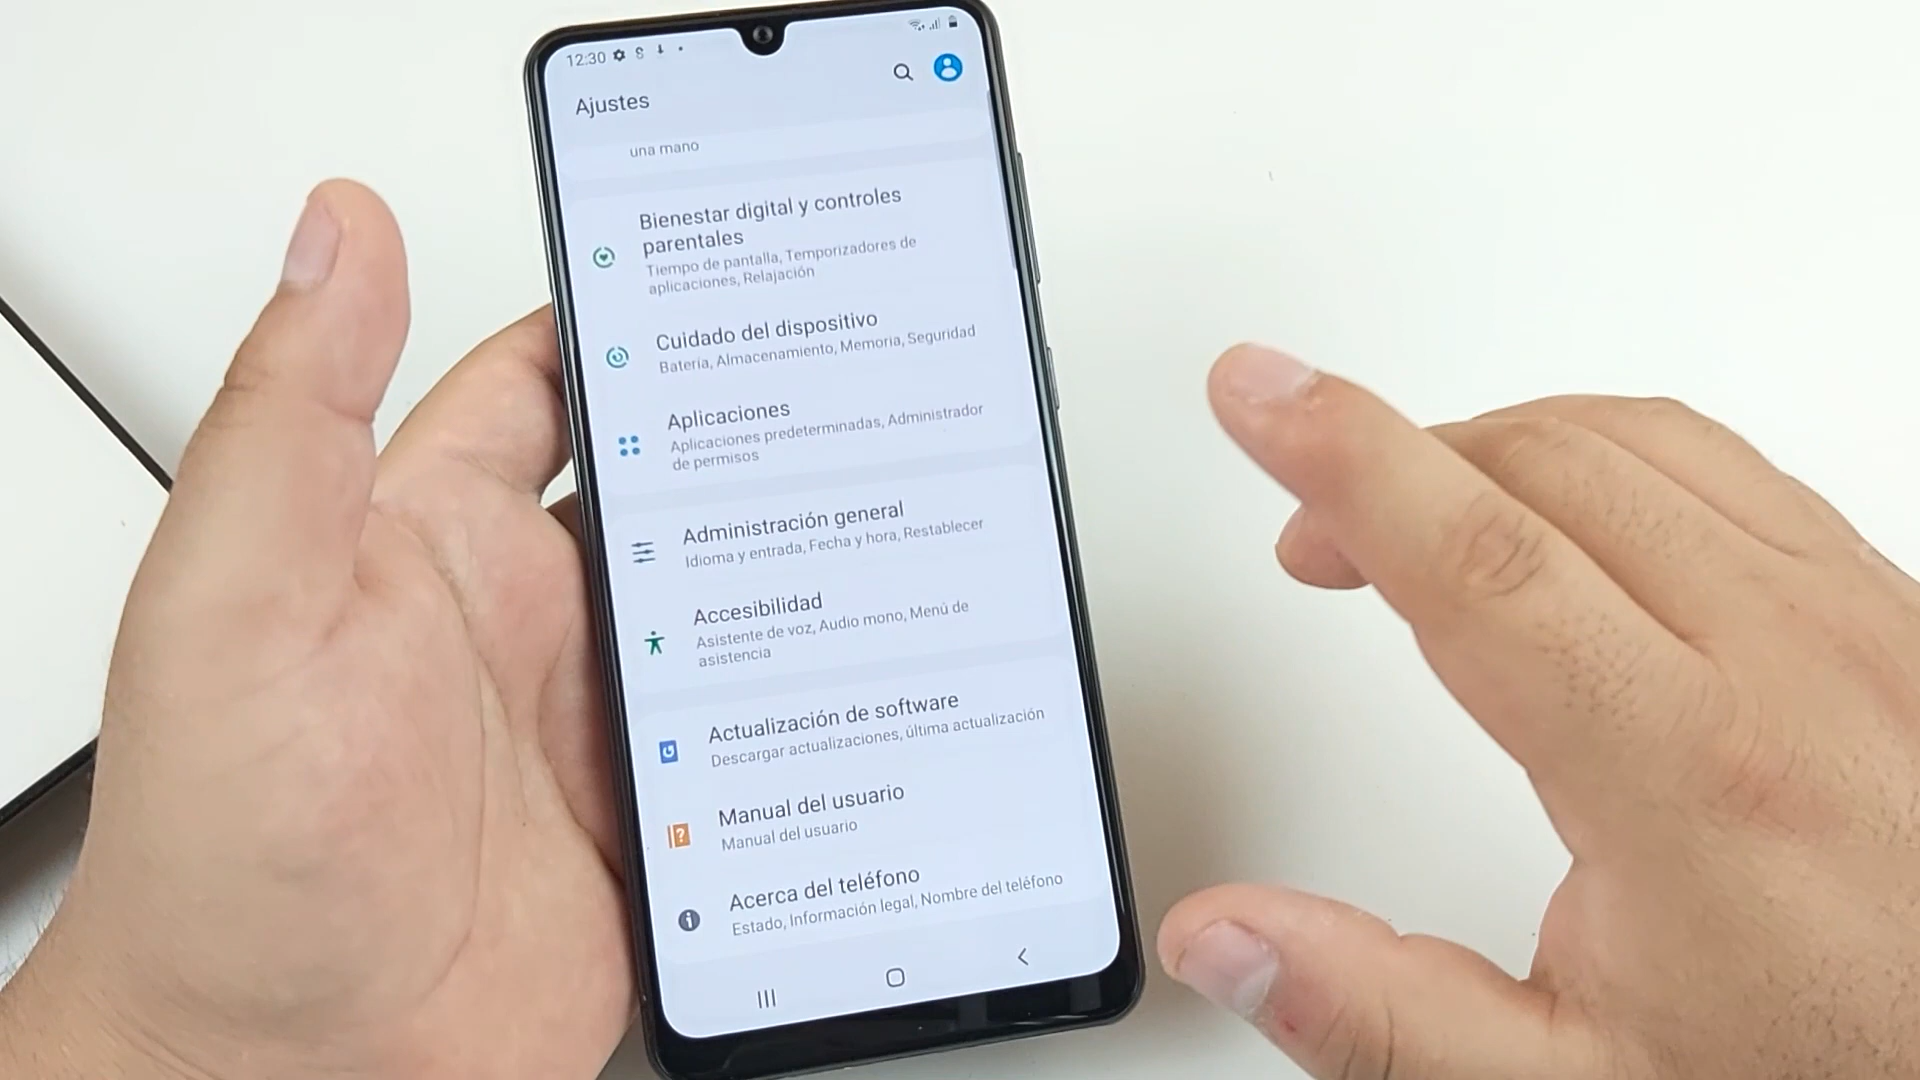 12:30
Ajustes
una mano
Bienestar digital y controles
parentales
Tiempo de pantalla, Temporizadores de
aplicaciones, Relajación
Cuidado del dispositivo
Batería, Almacenamiento, Memoria, Seguridad
Aplicaciones
Aplicaciones predeterminadas, Administrador
de permisos
Administración general
Idioma y entrada, Fecha y hora, Restablecer
Accesibilidad
Asistente de voz, Audio mono, Menú de
asistencia
Actualización de software
Descargar actualizaciones, última actualización
Manual del usuario
Manual del usuario
Acerca del teléfono
Estado, Información legal, Nombre del teléfono